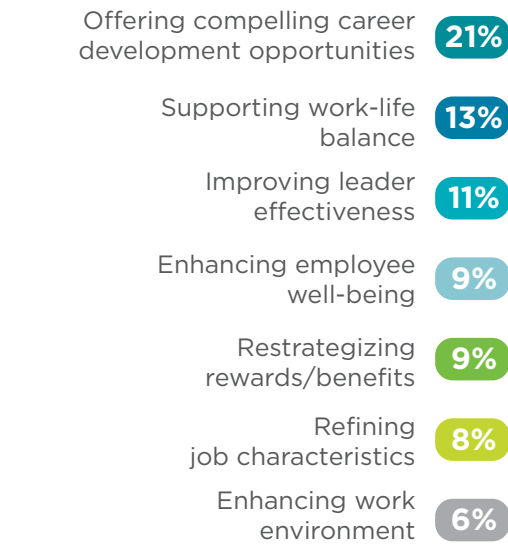 Offering compelling career
development opportunities
21%
Supporting work-life
balance
13%
Improving leader
effectiveness
11%
Enhancing employee
well-being
9%
Restrategizing
rewards/benefits
9%
Refining
job characteristics
8%
Enhancing work
environment
6%